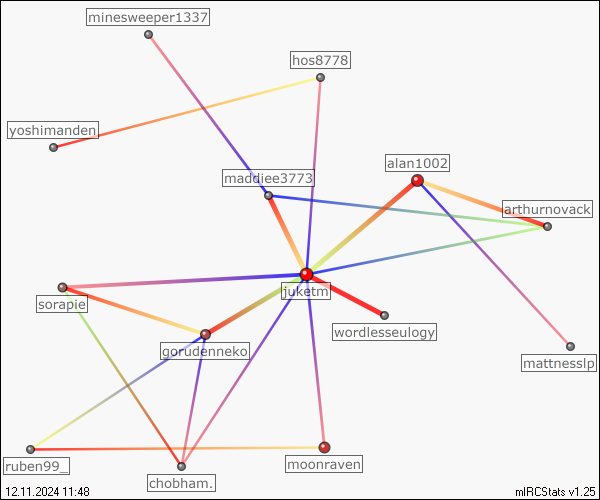 minesweeper1337
hos8778
yoshimanden
alan1002
maddiee3773
arthurnovack
juketm
sorapie
wordlesseulogy
gorudenneko
mattnesslp
ruben99_
moonraven
chobham.
12.11.2024 11:48
mIRCStats v1.25